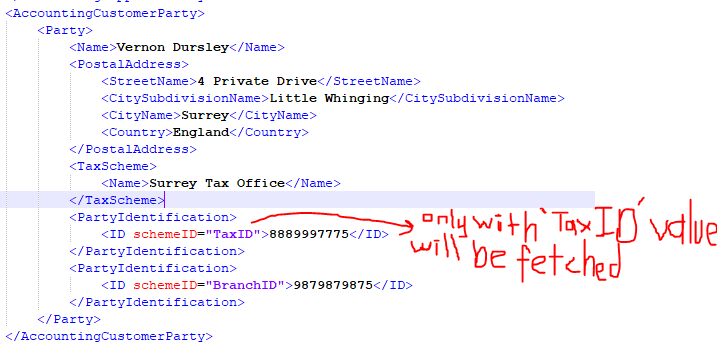 <AccountingCustomerParty>
<Party>
<Name>Vernon Dursley</Name>
<PostalAddress>
<StreetName>4 Private Drive</StreetName>
<CitySubdivisionName>Little Whinging</CitySubdivisionName>
<CityName>Surrey</CityName>
<Country>England</Country>
</PostalAddress>
<TaxScheme>
<Name>Surrey Tax Office</Name>
</TaxScheme>
<PartyIdentification>
<ID schemeID="TaxID">8889997775</ID>
</PartyIdentification>
<PartyIdentification>
<ID schemeID="BranchID">9879879875</ID>
</PartyIdentification>
</Party>
</AccountingCustomerParty>
only with 'TaxID' value
will be fetched